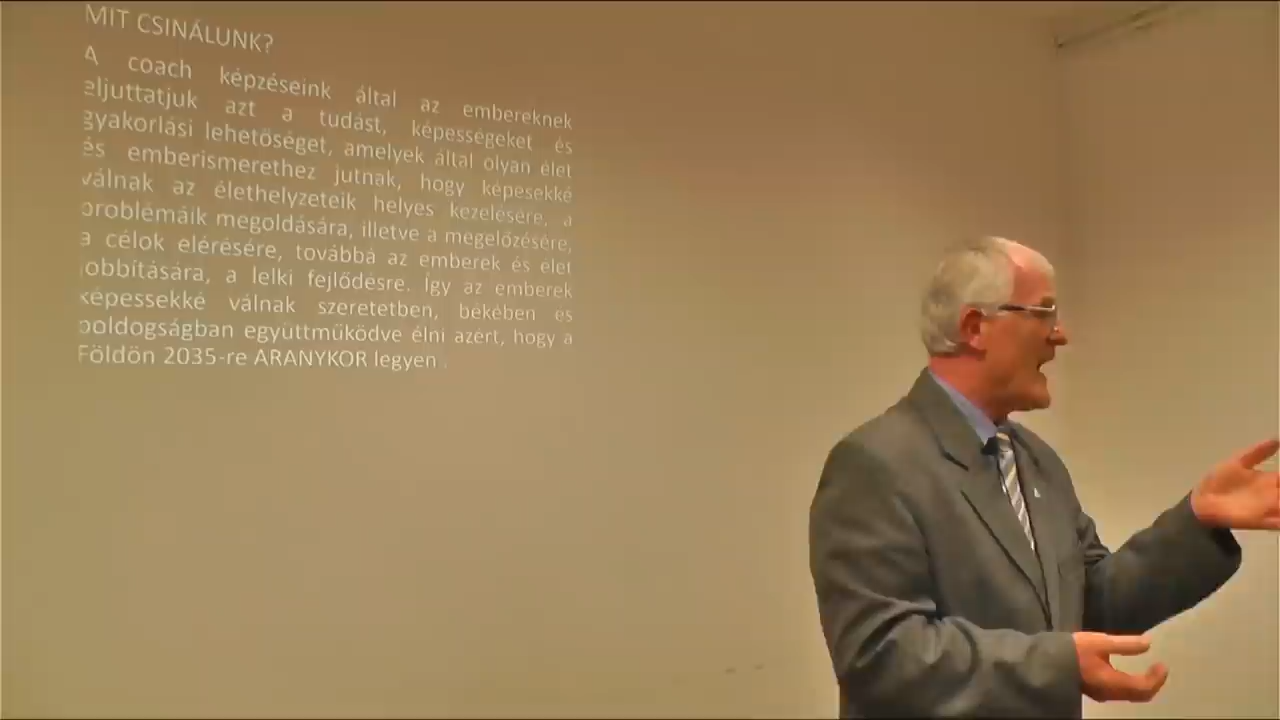 MIT CSINÁLUNK?
A coach képzéseink által az embereknek
eljuttatjuk azt a tudást, képességeket és
gyakorlási lehetőséget, amelyek által olyan élet
és emberismerethez jutnak, hogy képesekké
válnak az élethelyzeteik helyes kezelésére, a
problémáik megoldására, illetve a megelőzésére,
a célok elérésére, továbbá az emberek és élet
jobbítására, a lelki fejlődésre. Így az emberek
képessekké válnak szeretetben, békében és
boldogságban együttműködve élni azért, hogy a
Földön 2035-re ARANYKOR legyen .